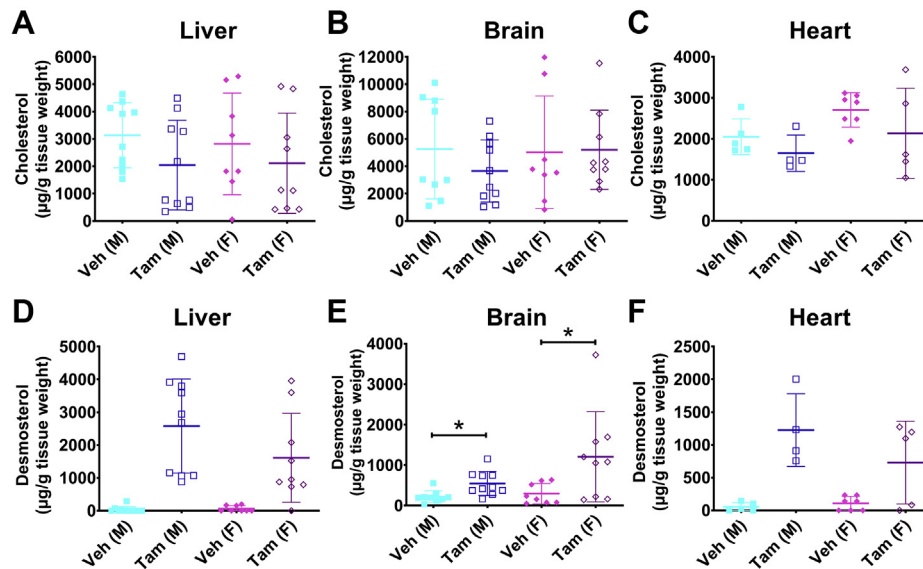 A
Liver
Cholesterol
(µg/g tissue weight)
6000
5000
4000
3000
2000
1000
0
Veh (M)
Tam (M)
Veh (F)
Tam (F)
B
Brain
Cholesterol
(µg/g tissue weight)
12000
10000
8000
6000
4000
2000
0
Veh (M)
Tam (M)
Veh (F)
Tam (F)
C
Heart
Cholesterol
(µg/g tissue weight)
4000
3000
2000
1000
0
Veh (M)
Tam (M)
Veh (F)
Tam (F)
D
Liver
Desmosterol
(µg/g tissue weight)
5000
4000
3000
2000
1000
0
Veh (M)
Tam (M)
Veh (F)
Tam (F)
E
Brain
Desmosterol
(µg/g tissue weight)
4000
3000
2000
1000
0
*
*
Veh (M)
Tam (M)
Veh (F)
Tam (F)
F
Heart
Desmosterol
(µg/g tissue weight)
2500
2000
1500
1000
500
0
Veh (M)
Tam (M)
Veh (F)
Tam (F)